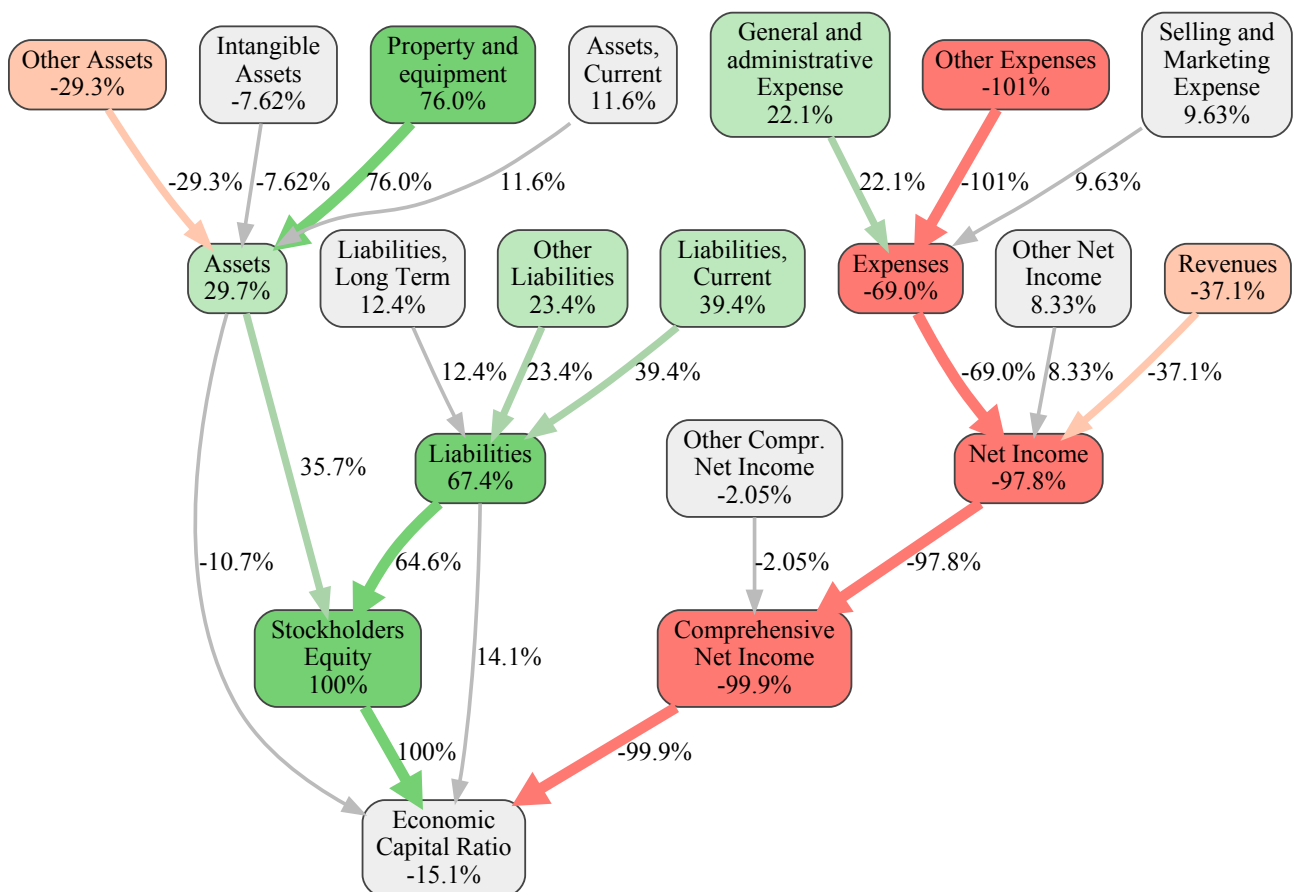 Other Assets
-29.3%
Intangible
Assets
-7.62%
Property and
equipment
76.0%
Assets,
Current
11.6%
General and
administrative
Expense
22.1%
Other Expenses
-101%
Selling and
Marketing
Expense
9.63%
-29.3%
-7.62%
76.0%
11.6%
22.1%
-101%
9.63%
Assets
29.7%
Liabilities,
Long Term
12.4%
Other
Liabilities
23.4%
Liabilities,
Current
39.4%
Expenses
-69.0%
Other Net
Income
8.33%
Revenues
-37.1%
12.4%
23.4%
39.4%
-69.0%
8.33%
-37.1%
35.7%
Liabilities
67.4%
Other Compr.
Net Income
-2.05%
Net Income
-97.8%
-10.7%
64.6%
-2.05%
-97.8%
Stockholders
Equity
100%
14.1%
Comprehensive
Net Income
-99.9%
100%
-99.9%
Economic
Capital Ratio
-15.1%